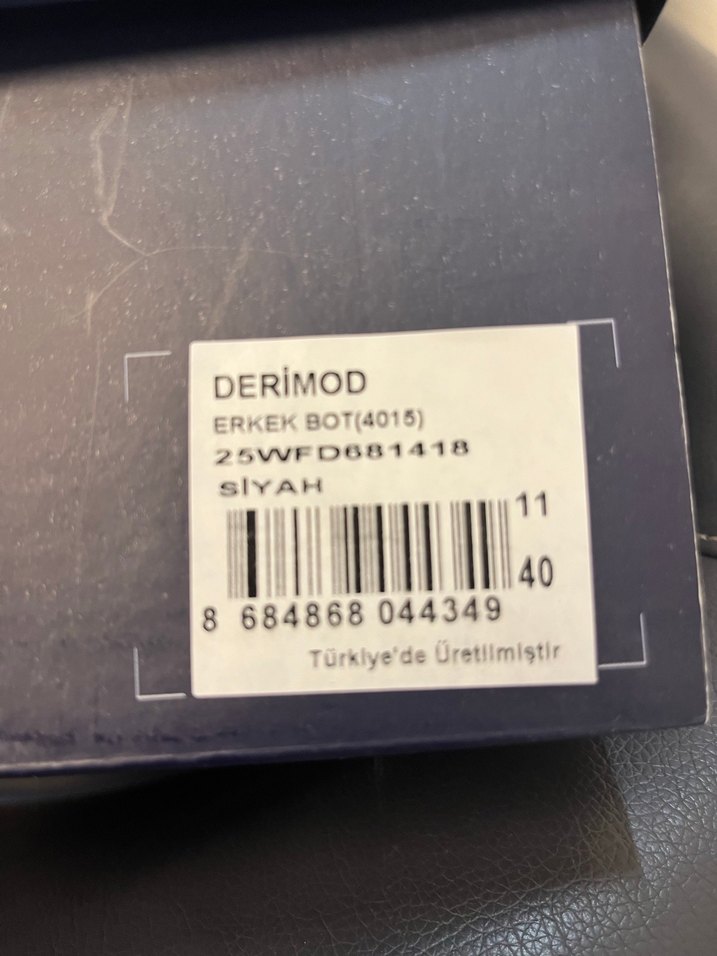 DERİMOD
ERKEK BOT(4015)
25WFD681418
SİYAH
11
40
8 684868 044349
Türkiye'de Üretilmiştir